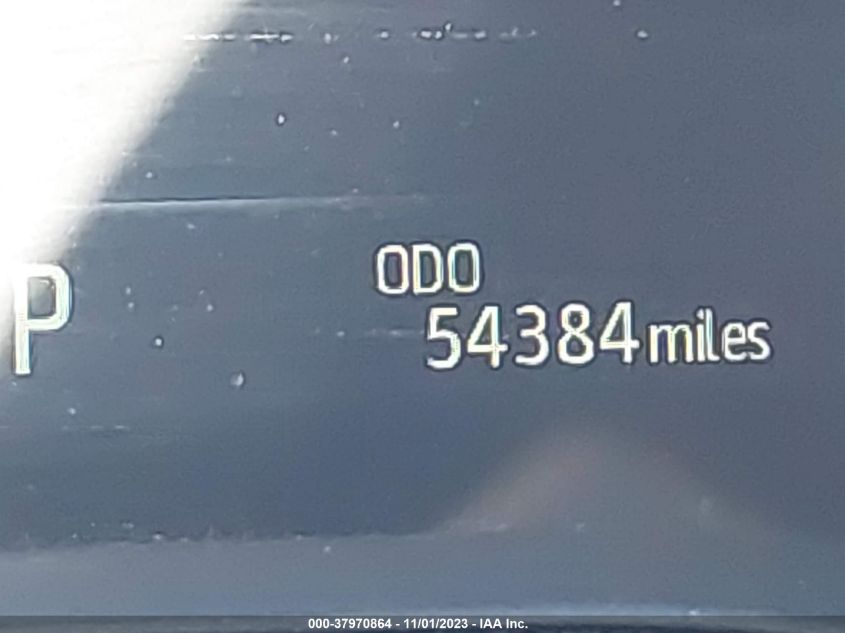 ODO
P
54384 miles
000-37970864 - 11/01/2023 - IAA Inc.